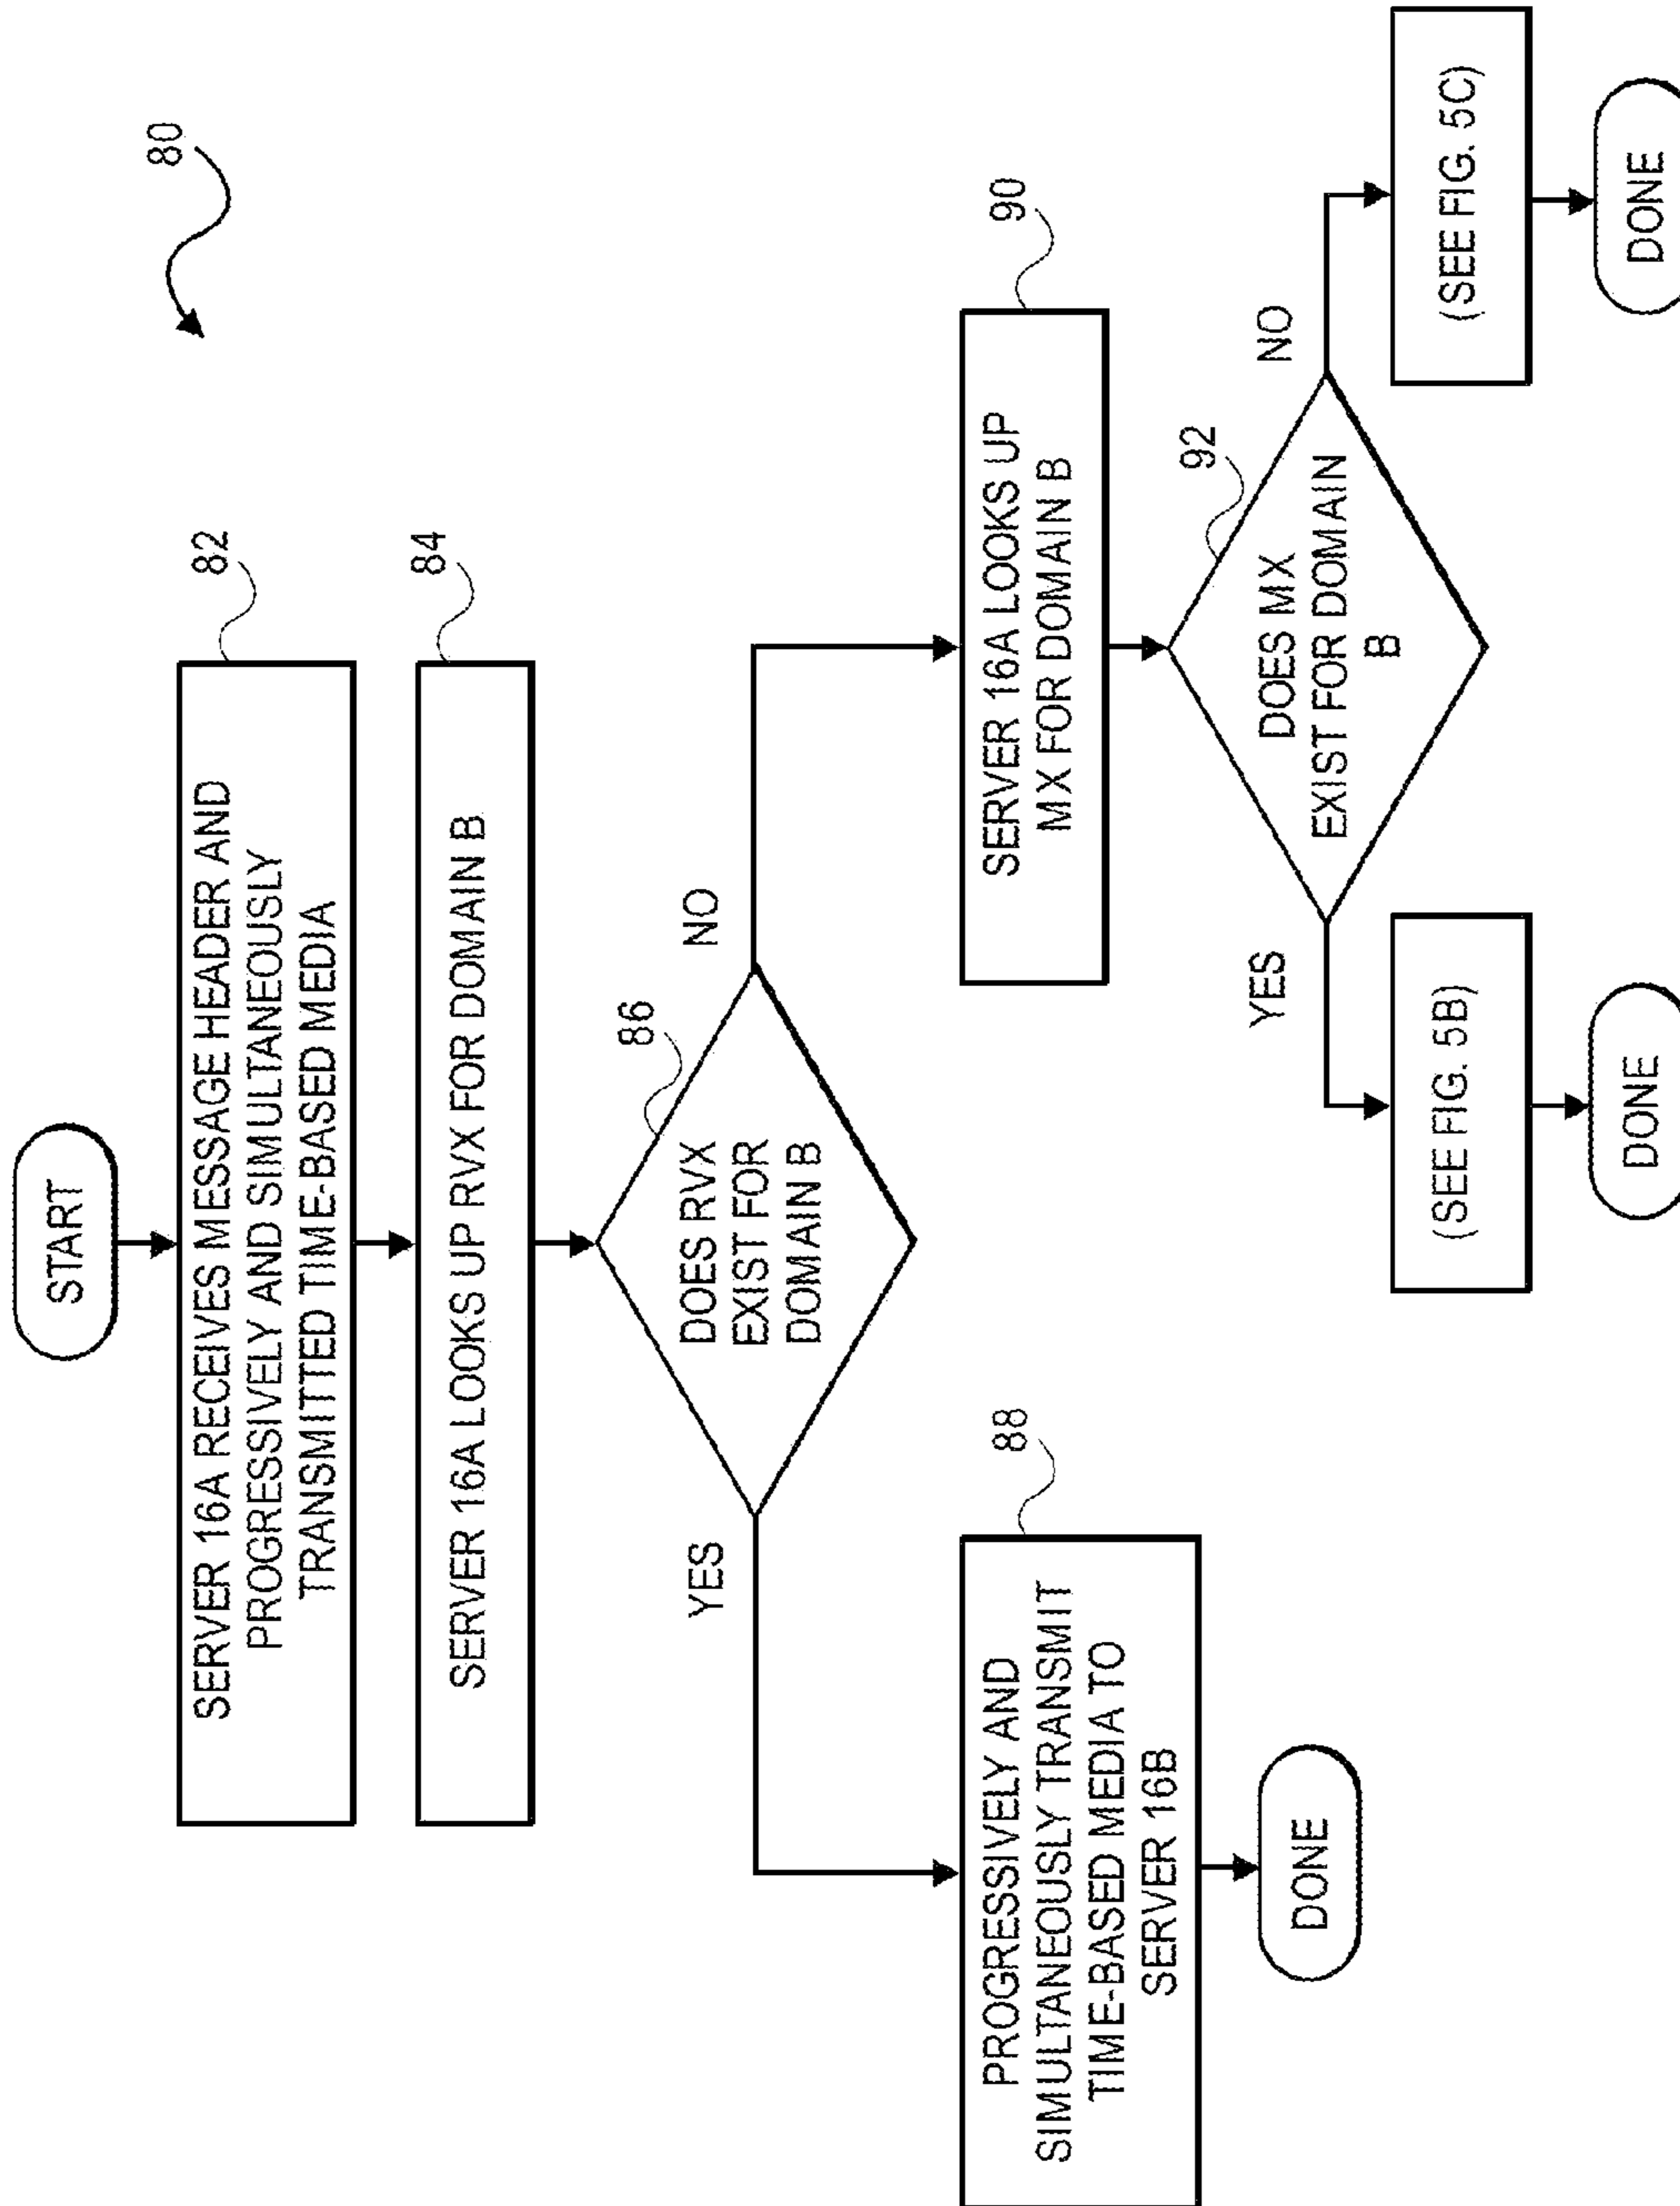 80
START
82
SERVER 16A RECEIVES MESSAGE HEADER AND
PROGRESSIVELY AND SIMULTANEOUSLY
TRANSMITTED TIME-BASED MEDIA
84
SERVER 16A LOOKS UP RVX FOR DOMAIN B
86
DOES RVX
EXIST FOR
DOMAIN B
YES
NO
88
PROGRESSIVELY AND
SIMULTANEOUSLY TRANSMIT
TIME-BASED MEDIA TO
SERVER 16B
DONE
90
SERVER 16A LOOKS UP
MX FOR DOMAIN B
92
DOES MX
EXIST FOR DOMAIN
B
YES
NO
(SEE FIG. 5B)
DONE
(SEE FIG. 5C)
DONE